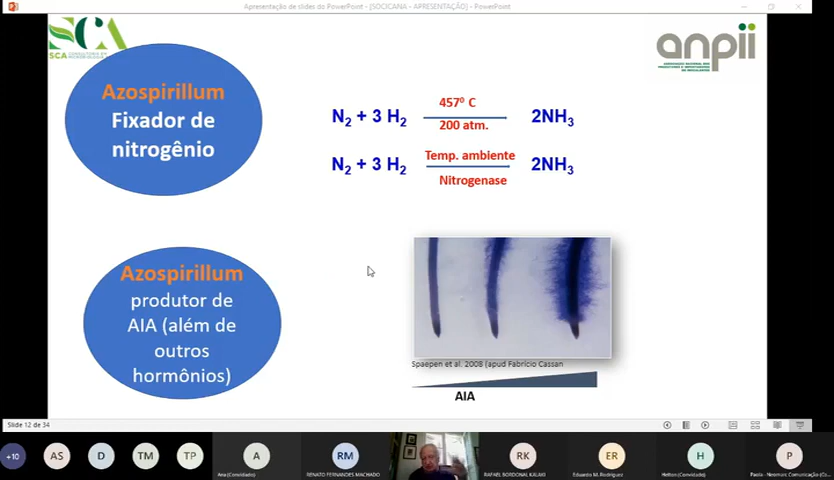 Apresentação de slides do PowerPoint - [SOCICANA - APRESENTAÇÃO] - PowerPoint
SCA
anpii
Azospirillum
Fixador de
nitrogênio
N₂ + 3 H₂ 457⁰ C 2NH₃
200 atm.
N₂ + 3 H₂ Temp. ambiente 2NH₃
Nitrogenase
Azospirillum
produtor de
AIA (além de
outros
hormônios)
Spaepen et al. 2008 (apud Fabrício Cassan
AIA
Slide 12 de 34
+10
AS
D
TM
TP
A
RM
RK
ER
H
P
Ana (Convidado)
RENATO FERNANDES MACHADO
RAFAEL BORDONAL KALAKI
Eduardo M. Rodriguez
Helton (Convidado)